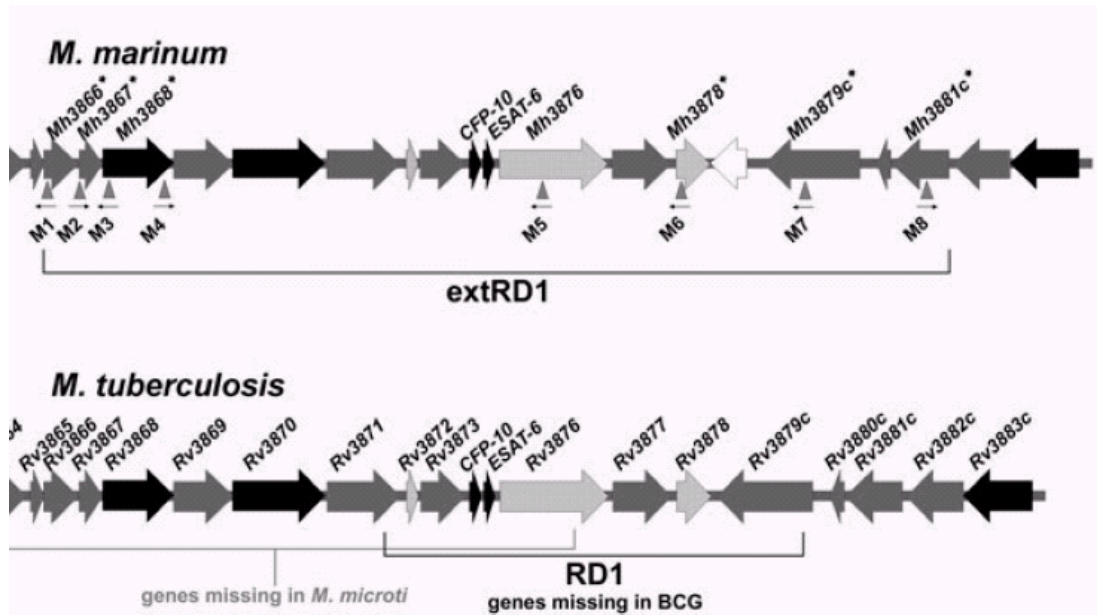 M. marinum
Mh3866* Mh3867* Mh3868* CFP-10 ESAT-6 Mh3876 Mh3878* Mh3879c* Mh3881c*
M1 M2 M3 M4 M5 M6 M7 M8
extRD1
M. tuberculosis
Rv3865 Rv3866 Rv3867 Rv3868 Rv3869 Rv3870 Rv3871 Rv3872 Rv3873 CFP-10 ESAT-6 Rv3876 Rv3877 Rv3878 Rv3879c Rv3880c Rv3881c Rv3882c Rv3883c
RD1
genes missing in M. microti
genes missing in BCG